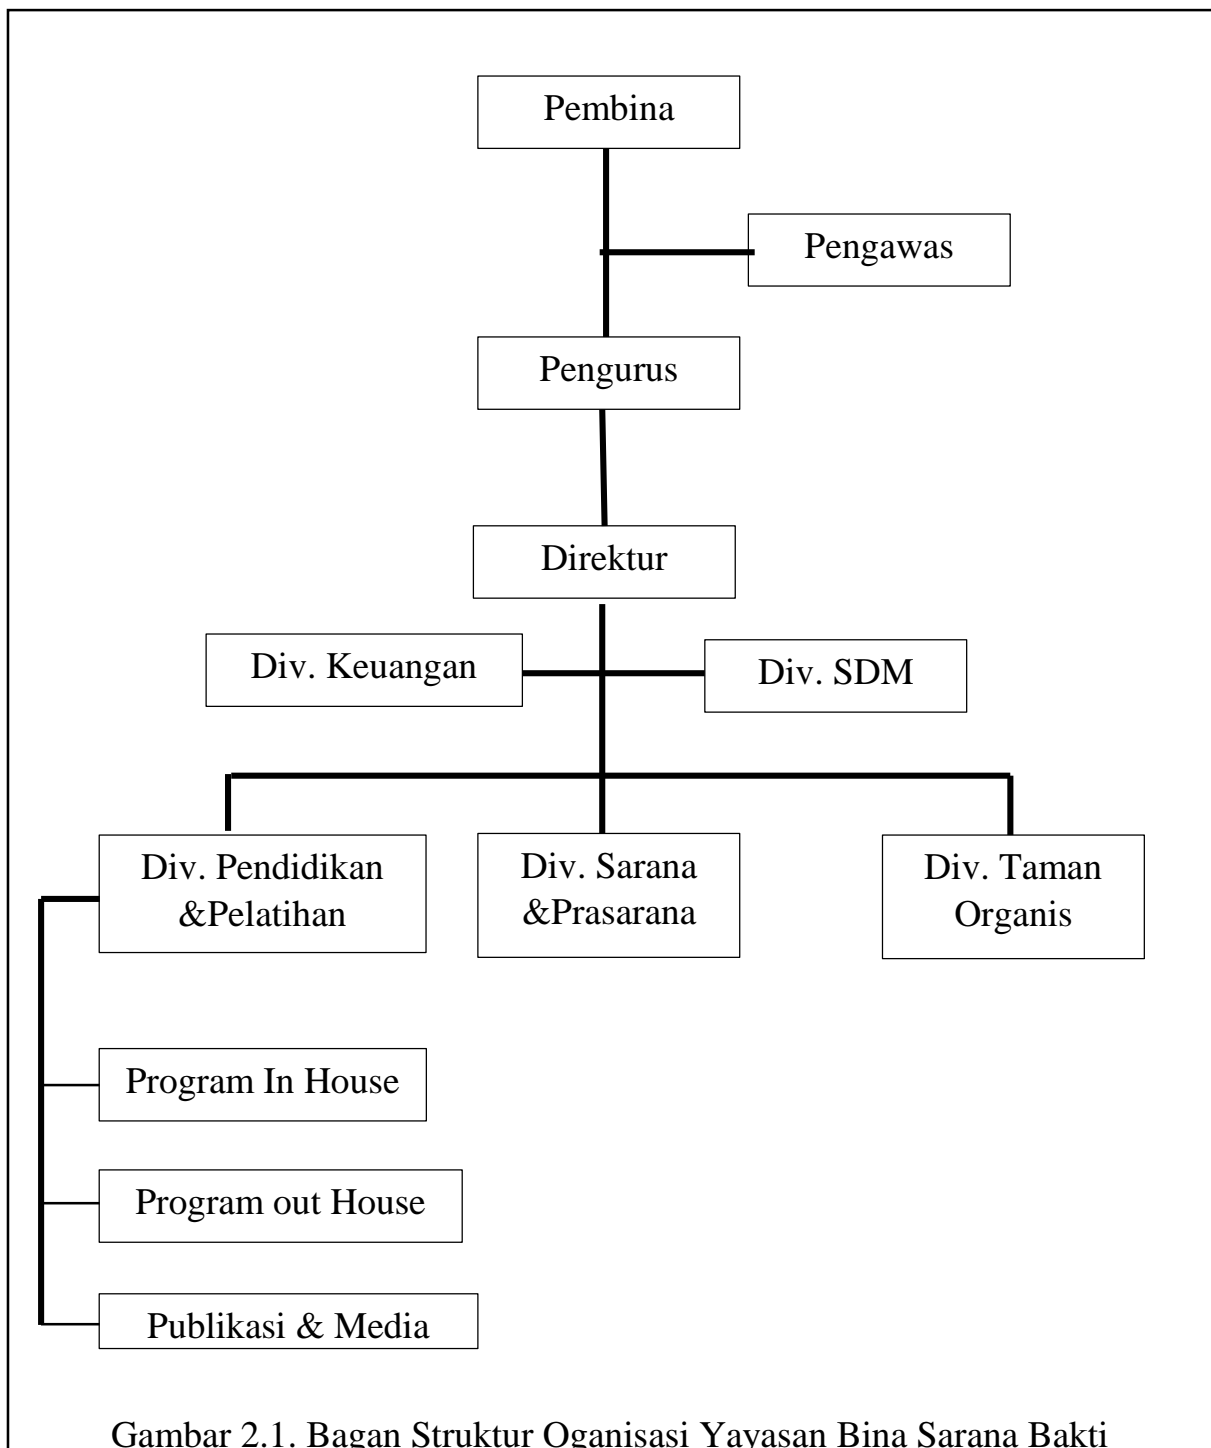 Pembina
Pengawas
Pengurus
Direktur
Div. Keuangan
Div. SDM
Div. Pendidikan
&Pelatihan
Div. Sarana
&Prasarana
Div. Taman
Organis
Program In House
Program out House
Publikasi & Media
Gambar 2.1. Bagan Struktur Oganisasi Yayasan Bina Sarana Bakti